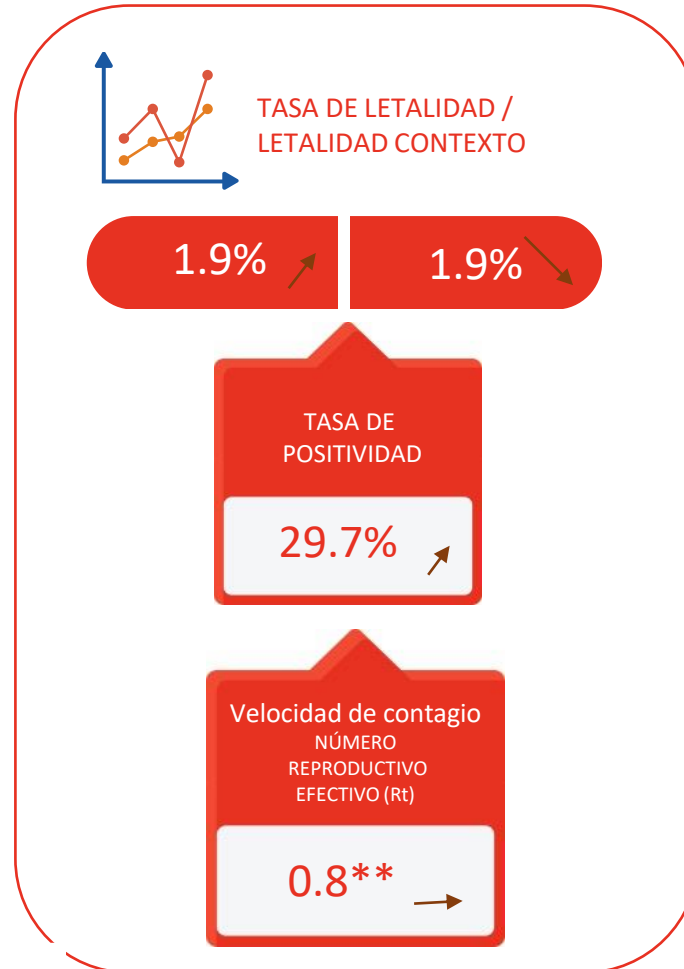 TASA DE LETALIDAD /
LETALIDAD CONTEXTO
1.9%
1.9%
TASA DE
POSITIVIDAD
29.7%
Velocidad de contagio
NÚMERO
REPRODUCTIVO
EFECTIVO (Rt)
0.8**